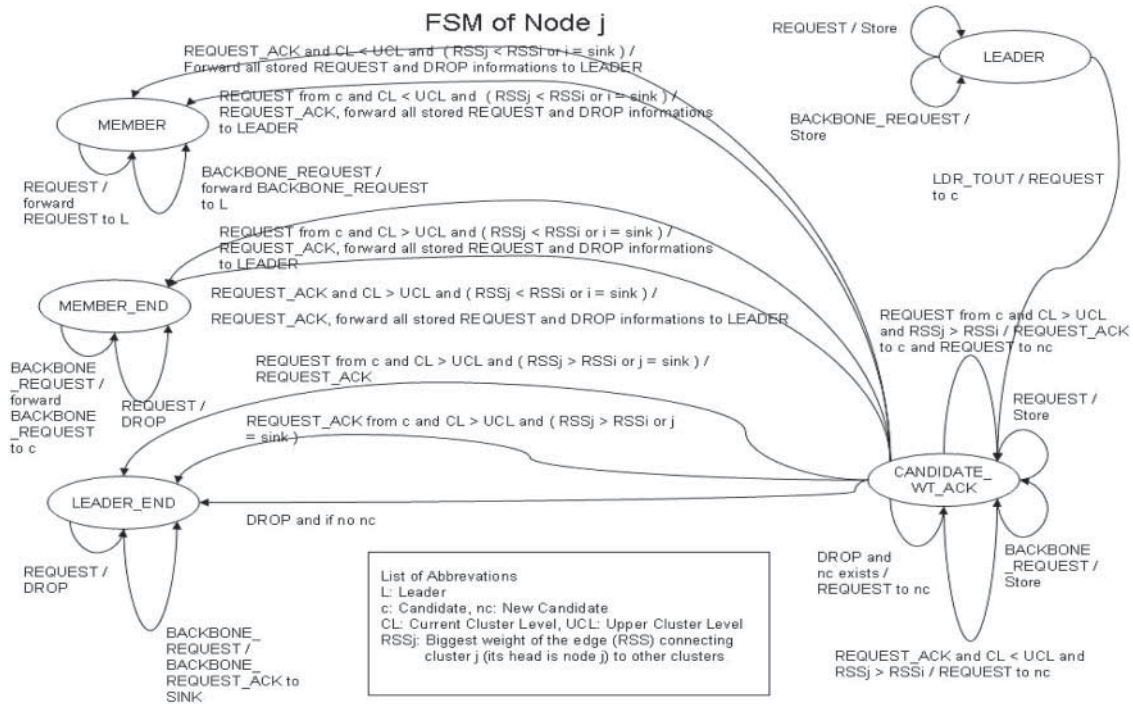 FSM of Node j
REQUEST_ACK and CL < UCL and ( RSSj < RSSi or i = sink ) /
Forward all stored REQUEST and DROP informations to LEADER
REQUEST from c and CL < UCL and ( RSSj < RSSi or i = sink ) /
REQUEST_ACK, forward all stored REQUEST and DROP informations
to LEADER
MEMBER
REQUEST /
forward
REQUEST to L
BACKBONE_REQUEST /
forward BACKBONE_REQUEST
to L
REQUEST / Store
LEADER
BACKBONE_REQUEST /
Store
LDR_TOUT / REQUEST
to c
REQUEST from c and CL > UCL and ( RSSj < RSSi or i = sink ) /
REQUEST_ACK, forward all stored REQUEST and DROP informations
to LEADER
MEMBER_END
REQUEST_ACK and CL > UCL and ( RSSj < RSSi or i = sink ) /
REQUEST_ACK, forward all stored REQUEST and DROP informations to LEADER
BACKBONE
_REQUEST /
forward
BACKBONE
_REQUEST
to c
REQUEST /
DROP
REQUEST from c and CL > UCL
and RSSj > RSSi / REQUEST_ACK
to c and REQUEST to nc
REQUEST from c and CL > UCL and ( RSSj > RSSi or j = sink ) /
REQUEST_ACK
REQUEST_ACK from c and CL > UCL and ( RSSj > RSSi or j
= sink )
REQUEST /
Store
CANDIDATE_
WT_ACK
LEADER_END
DROP and if no nc
REQUEST /
DROP
BACKBONE_
REQUEST /
BACKBONE_
REQUEST_ACK to
SINK
DROP and
nc exists /
REQUEST to nc
BACKBONE
_REQUEST /
Store
REQUEST_ACK and CL < UCL and
RSSj > RSSi / REQUEST to nc
List of Abbrevations
L: Leader
c: Candidate, nc: New Candidate
CL: Current Cluster Level, UCL: Upper Cluster Level
RSSj: Biggest weight of the edge (RSS) connecting
cluster j (its head is node j) to other clusters